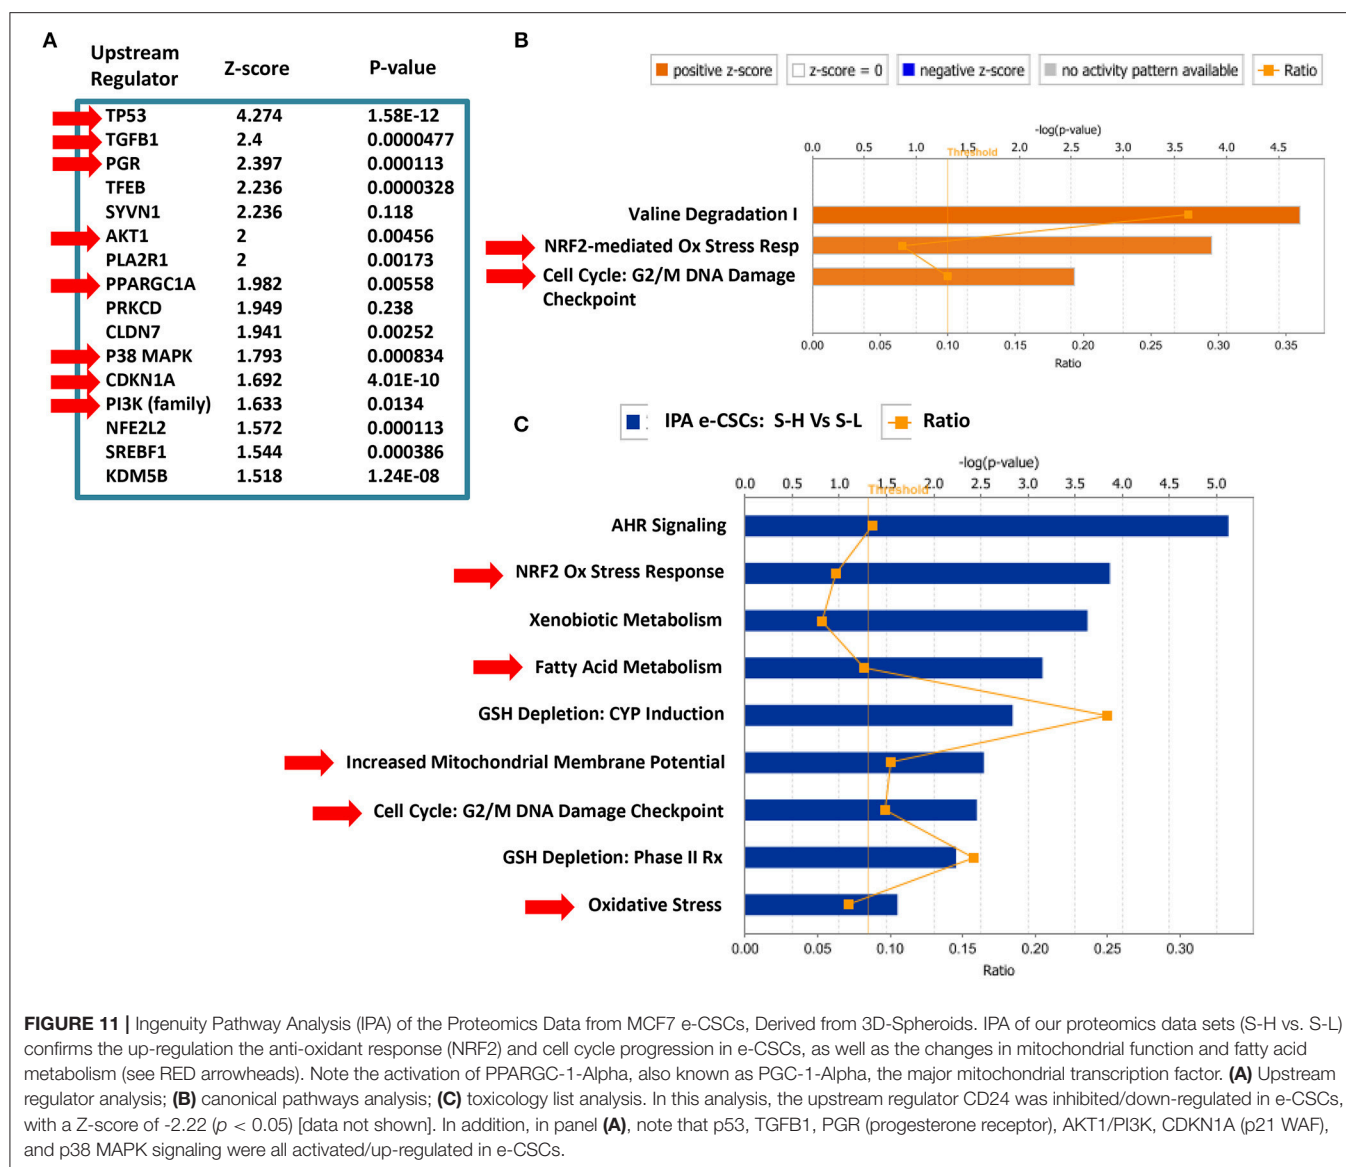 A
Upstream
Regulator
Z-score
P-value
TP53 4.274 1.58E-12
TGFB1 2.4 0.0000477
PGR 2.397 0.000113
TFEB 2.236 0.0000328
SYVN1 2.236 0.118
AKT1 2 0.00456
PLA2R1 2 0.00173
PPARGC1A 1.982 0.00558
PRKCD 1.949 0.238
CLDN7 1.941 0.00252
P38 MAPK 1.793 0.000834
CDKN1A 1.692 4.01E-10
PI3K (family) 1.633 0.0134
NFE2L2 1.572 0.000113
SREBF1 1.544 0.000386
KDM5B 1.518 1.24E-08
B
positive z-score z-score = 0 negative z-score no activity pattern available Ratio
-log(p-value)
0.0 0.5 1.0 1.5 2.0 2.5 3.0 3.5 4.0 4.5
Threshold
Valine Degradation I
NRF2-mediated Ox Stress Resp
Cell Cycle: G2/M DNA Damage
Checkpoint
0.00 0.05 0.10 0.15 0.20 0.25 0.30 0.35
Ratio
C
IPA e-CSCs: S-H Vs S-L Ratio
-log(p-value)
0.0 0.5 1.0 1.5 2.0 2.5 3.0 3.5 4.0 4.5 5.0
Threshold
AHR Signaling
NRF2 Ox Stress Response
Xenobiotic Metabolism
Fatty Acid Metabolism
GSH Depletion: CYP Induction
Increased Mitochondrial Membrane Potential
Cell Cycle: G2/M DNA Damage Checkpoint
GSH Depletion: Phase II Rx
Oxidative Stress
0.00 0.05 0.10 0.15 0.20 0.25 0.30
Ratio
FIGURE 11 | Ingenuity Pathway Analysis (IPA) of the Proteomics Data from MCF7 e-CSCs, Derived from 3D-Spheroids. IPA of our proteomics data sets (S-H vs. S-L)
confirms the up-regulation the anti-oxidant response (NRF2) and cell cycle progression in e-CSCs, as well as the changes in mitochondrial function and fatty acid
metabolism (see RED arrowheads). Note the activation of PPARGC-1-Alpha, also known as PGC-1-Alpha, the major mitochondrial transcription factor. (A) Upstream
regulator analysis; (B) canonical pathways analysis; (C) toxicology list analysis. In this analysis, the upstream regulator CD24 was inhibited/down-regulated in e-CSCs,
with a Z-score of -2.22 (p < 0.05) [data not shown]. In addition, in panel (A), note that p53, TGFB1, PGR (progesterone receptor), AKT1/PI3K, CDKN1A (p21 WAF),
and p38 MAPK signaling were all activated/up-regulated in e-CSCs.